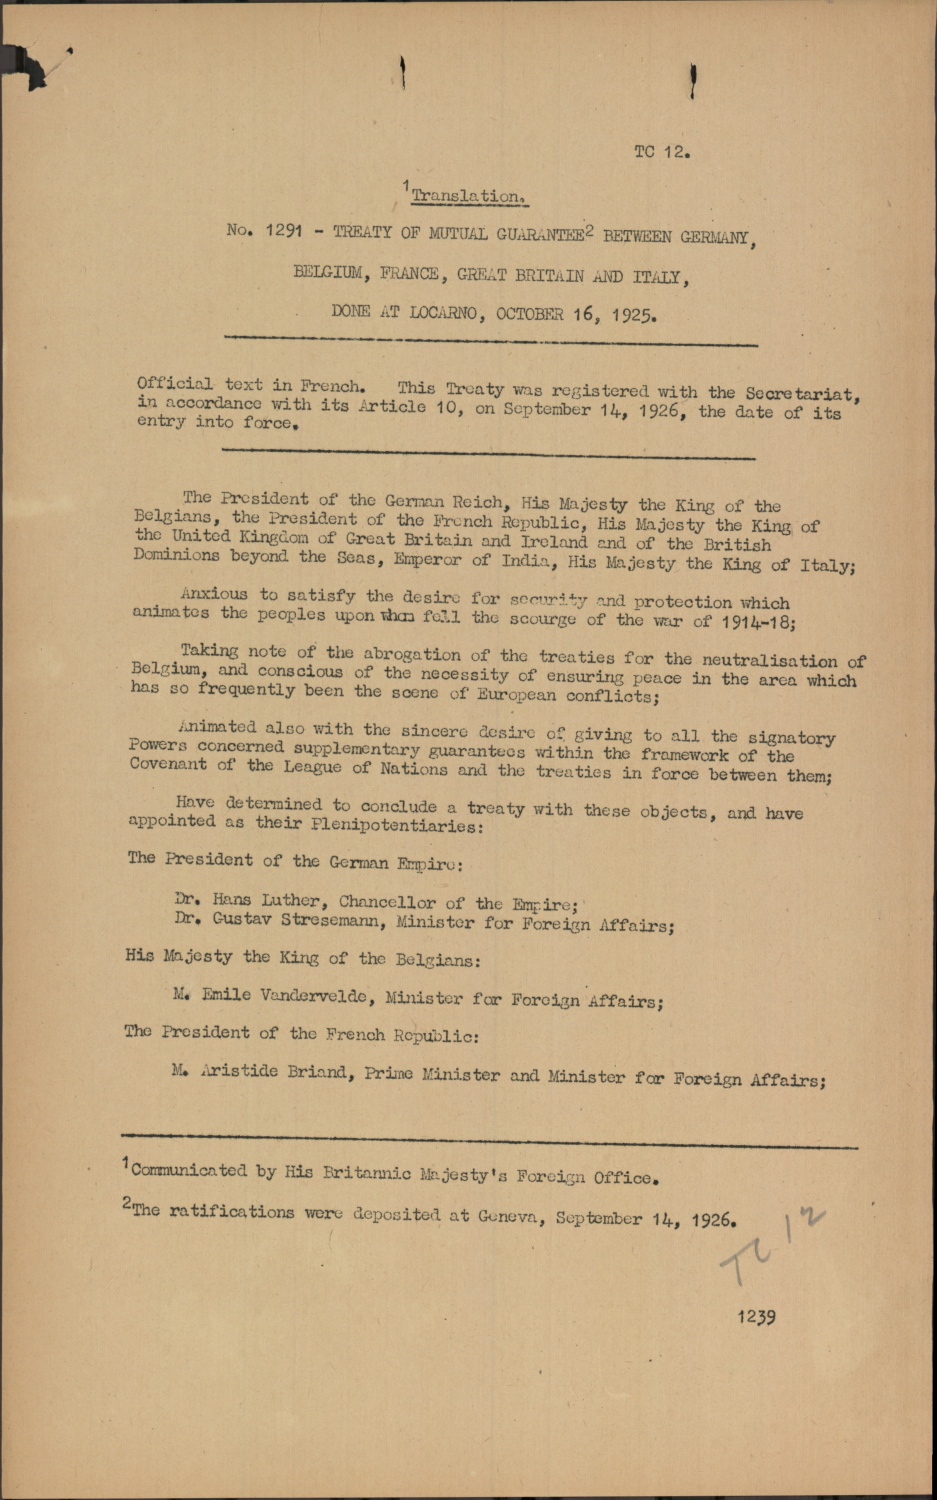 TC 12.
¹Translation.
No. 1291 - TREATY OF MUTUAL GUARANTEE² BETWEEN GERMANY,
BELGIUM, FRANCE, GREAT BRITAIN AND ITALY,
DONE AT LOCARNO, OCTOBER 16, 1925.
Official text in French. This Treaty was registered with the Secretariat,
in accordance with its Article 10, on September 14, 1926, the date of its
entry into force.
The President of the German Reich, His Majesty the King of the
Belgians, the President of the French Republic, His Majesty the King of
the United Kingdom of Great Britain and Ireland and of the British
Dominions beyond the Seas, Emperor of India, His Majesty the King of Italy;
Anxious to satisfy the desire for security and protection which
animates the peoples upon whom fell the scourge of the war of 1914-18;
Taking note of the abrogation of the treaties for the neutralisation of
Belgium, and conscious of the necessity of ensuring peace in the area which
has so frequently been the scene of European conflicts;
Animated also with the sincere desire of giving to all the signatory
Powers concerned supplementary guarantees within the framework of the
Covenant of the League of Nations and the treaties in force between them;
Have determined to conclude a treaty with these objects, and have
appointed as their Plenipotentiaries:
The President of the German Empire:
Dr. Hans Luther, Chancellor of the Empire;
Dr. Gustav Stresemann, Minister for Foreign Affairs;
His Majesty the King of the Belgians:
M. Emile Vandervelde, Minister for Foreign Affairs;
The President of the French Republic:
M. Aristide Briand, Prime Minister and Minister for Foreign Affairs;
¹Communicated by His Britannic Majesty's Foreign Office.
²The ratifications were deposited at Geneva, September 14, 1926.
TC 12
1239